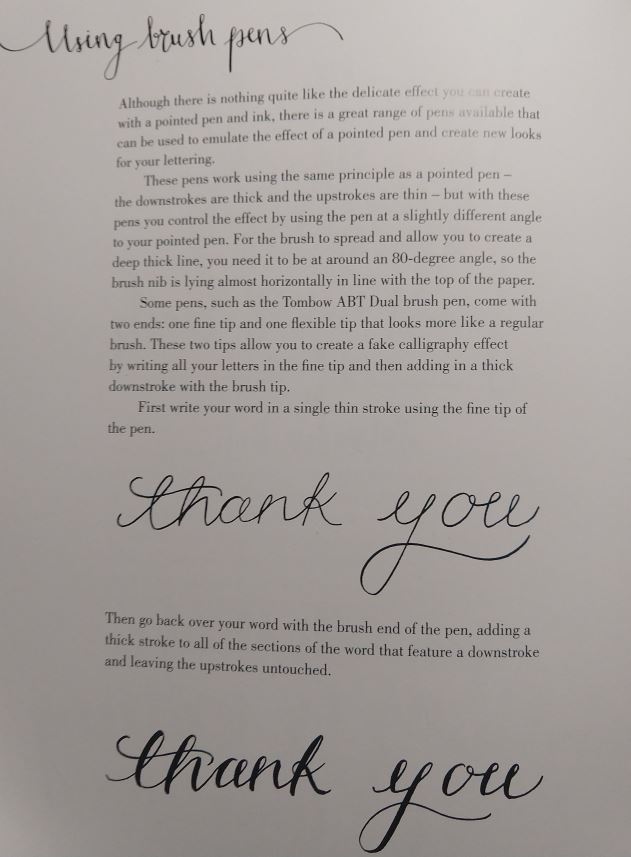 Using brush pens
Although there is nothing quite like the delicate effect you can create
with a pointed pen and ink, there is a great range of pens available that
can be used to emulate the effect of a pointed pen and create new looks
for your lettering.
These pens work using the same principle as a pointed pen –
the downstrokes are thick and the upstrokes are thin – but with these
pens you control the effect by using the pen at a slightly different angle
to your pointed pen. For the brush to spread and allow you to create a
deep thick line, you need it to be at around an 80-degree angle, so the
brush nib is lying almost horizontally in line with the top of the paper.
Some pens, such as the Tombow ABT Dual brush pen, come with
two ends: one fine tip and one flexible tip that looks more like a regular
brush. These two tips allow you to create a fake calligraphy effect
by writing all your letters in the fine tip and then adding in a thick
downstroke with the brush tip.
First write your word in a single thin stroke using the fine tip of
the pen.
thank you
Then go back over your word with the brush end of the pen, adding a
thick stroke to all of the sections of the word that feature a downstroke
and leaving the upstrokes untouched.
thank you